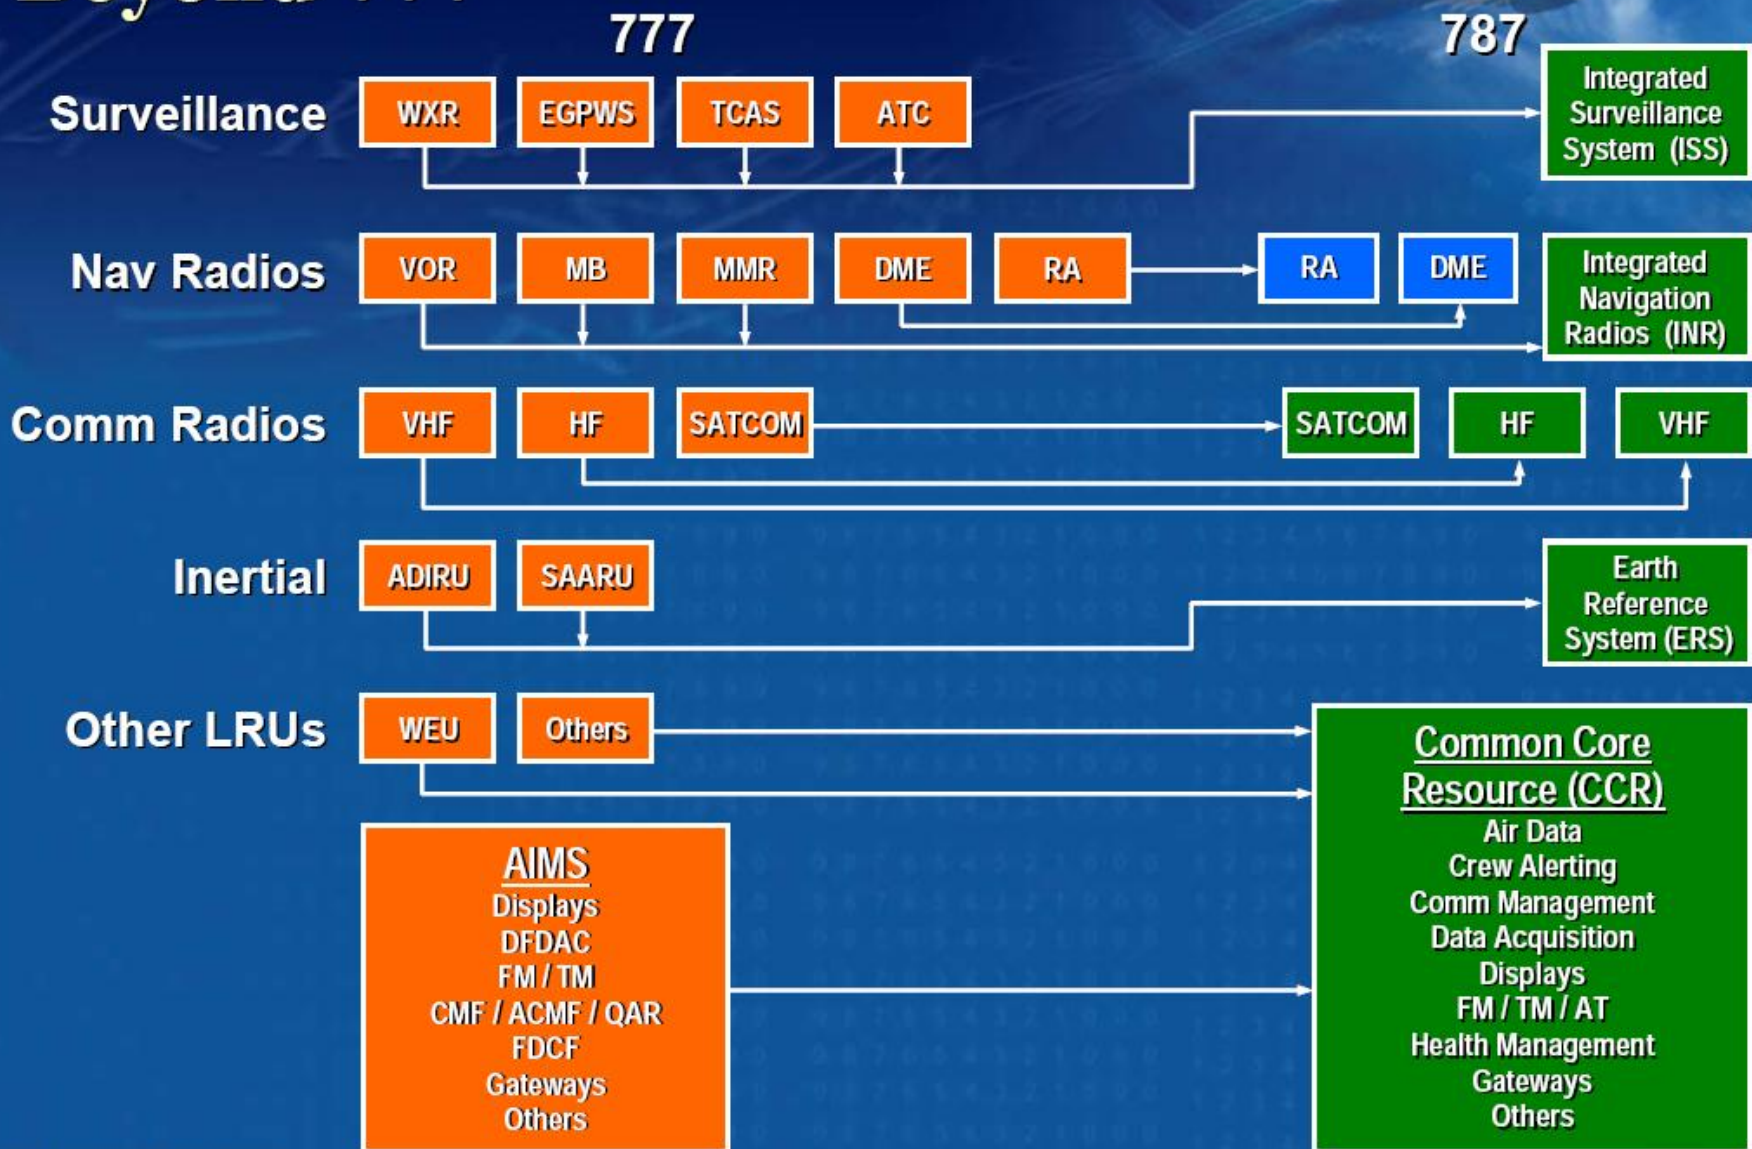 Beyond 777
777
787
Surveillance
WXR
EGPWS
TCAS
ATC
Integrated
Surveillance
System (ISS)
Nav Radios
VOR
MB
MMR
DME
RA
RA
DME
Integrated
Navigation
Radios (INR)
Comm Radios
VHF
HF
SATCOM
SATCOM
HF
VHF
Inertial
ADIRU
SAARU
Earth
Reference
System (ERS)
Other LRUs
WEU
Others
AIMS
Displays
DFDAC
FM / TM
CMF / ACMF / QAR
FDCF
Gateways
Others
Common Core
Resource (CCR)
Air Data
Crew Alerting
Comm Management
Data Acquisition
Displays
FM / TM / AT
Health Management
Gateways
Others